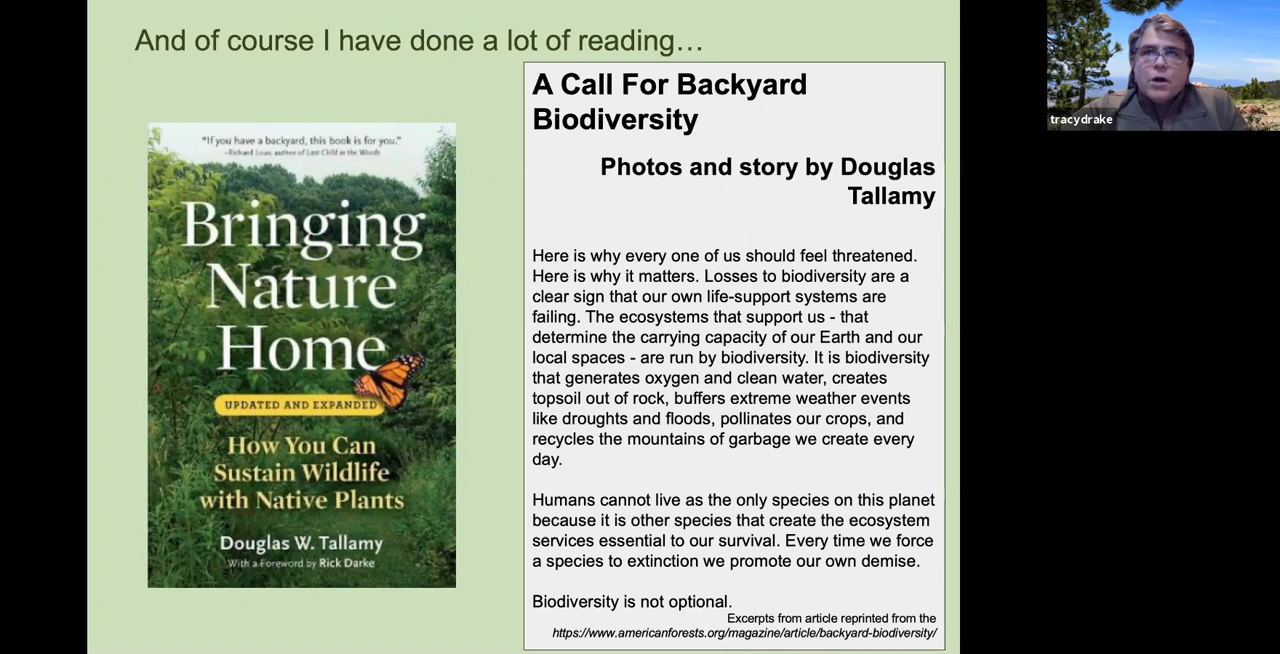 And of course I have done a lot of reading…
"If you have a backyard, this book is for you."
–Richard Louv, author of Last Child in the Woods
Bringing
Nature
Home
UPDATED AND EXPANDED
How You Can
Sustain Wildlife
with Native Plants
Douglas W. Tallamy
With a Foreword by Rick Darke
A Call For Backyard
Biodiversity
Photos and story by Douglas
Tallamy
Here is why every one of us should feel threatened.
Here is why it matters. Losses to biodiversity are a
clear sign that our own life-support systems are
failing. The ecosystems that support us - that
determine the carrying capacity of our Earth and our
local spaces - are run by biodiversity. It is biodiversity
that generates oxygen and clean water, creates
topsoil out of rock, buffers extreme weather events
like droughts and floods, pollinates our crops, and
recycles the mountains of garbage we create every
day.
Humans cannot live as the only species on this planet
because it is other species that create the ecosystem
services essential to our survival. Every time we force
a species to extinction we promote our own demise.
Biodiversity is not optional.
Excerpts from article reprinted from the
https://www.americanforests.org/magazine/article/backyard-biodiversity/
tracydrake